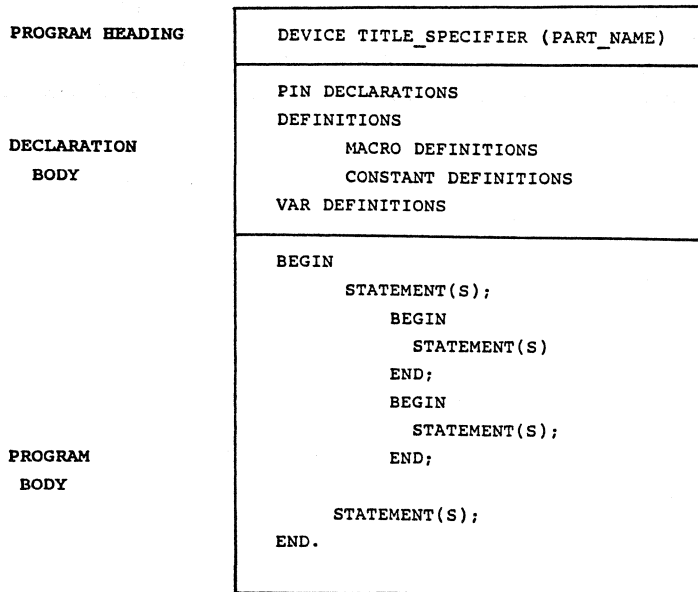 PROGRAM HEADING
DEVICE TITLE_SPECIFIER (PART_NAME)
DECLARATION
BODY
PIN DECLARATIONS
DEFINITIONS
MACRO DEFINITIONS
CONSTANT DEFINITIONS
VAR DEFINITIONS
PROGRAM
BODY
BEGIN
STATEMENT(S);
BEGIN
STATEMENT(S)
END;
BEGIN
STATEMENT(S);
END;
STATEMENT(S);
END.